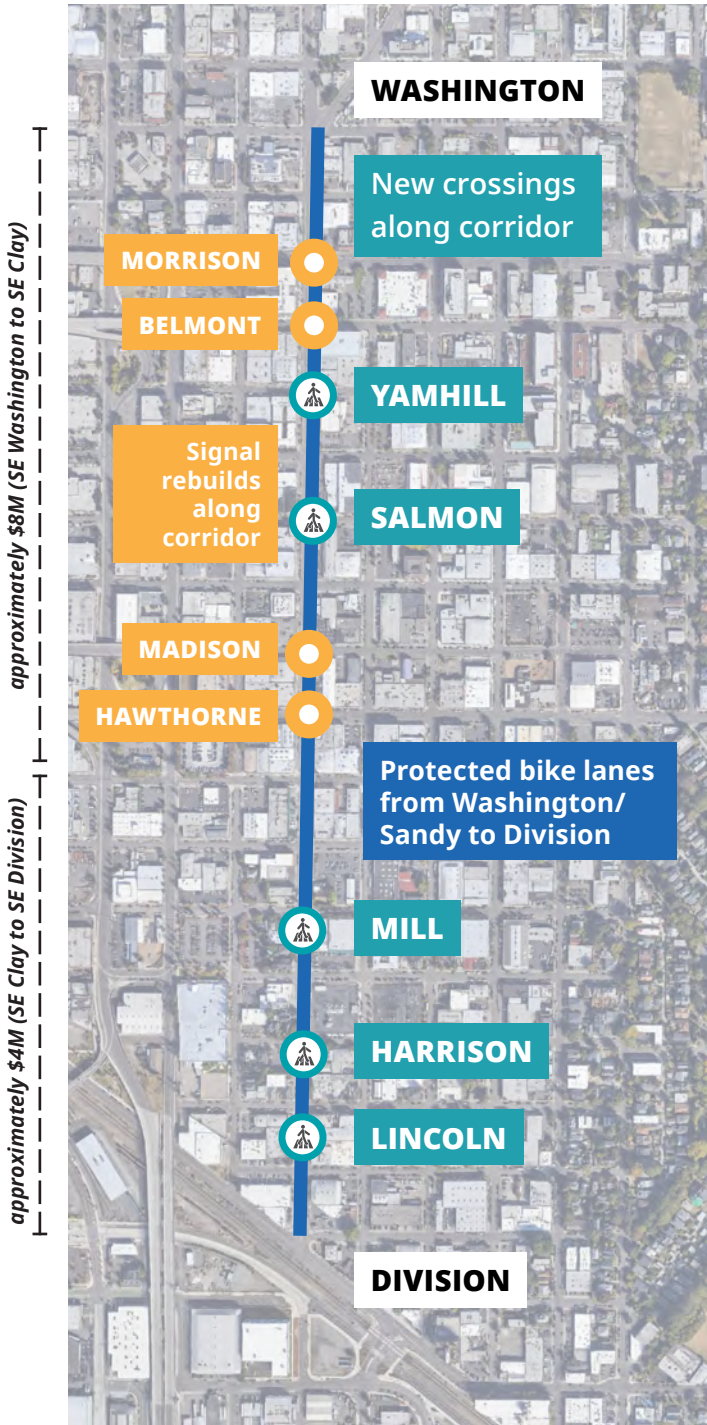 WASHINGTON
New crossings
along corridor
MORRISON
BELMONT
YAMHILL
Signal
rebuilds
along
corridor
SALMON
MADISON
HAWTHORNE
approximately $8M (SE Washington to SE Clay)
Protected bike lanes
from Washington/
Sandy to Division
MILL
HARRISON
LINCOLN
approximately $4M (SE Clay to SE Division)
DIVISION